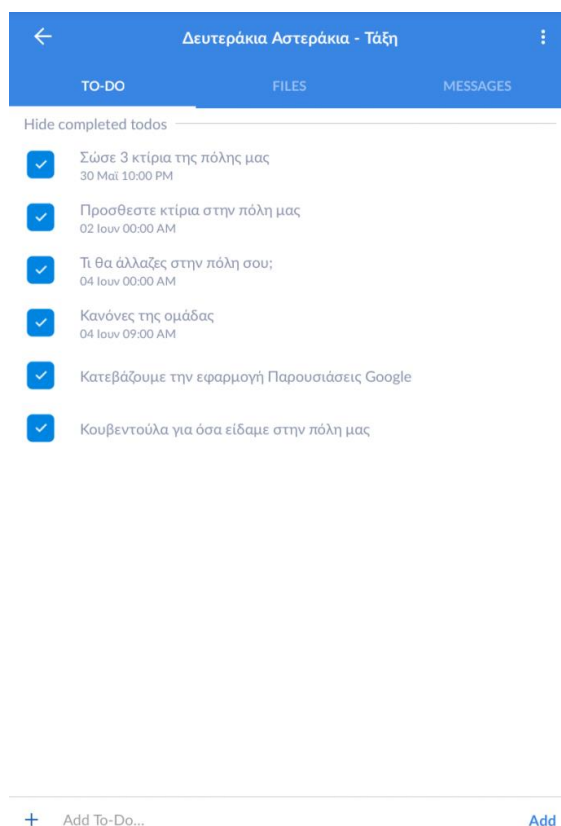 Δευτεράκια Αστεράκια - Τάξη
TO-DO FILES MESSAGES
Hide completed todos
Σώσε 3 κτίρια της πόλης μας
30 Μαϊ 10:00 PM
Προσθεστε κτίρια στην πόλη μας
02 Ιουν 00:00 AM
Τι θα άλλαζες στην πόλη σου;
04 Ιουν 00:00 AM
Κανόνες της ομάδας
04 Ιουν 09:00 AM
Κατεβάζουμε την εφαρμογή Παρουσιάσεις Google
Κουβεντούλα για όσα είδαμε στην πόλη μας
+ Add To-Do... Add